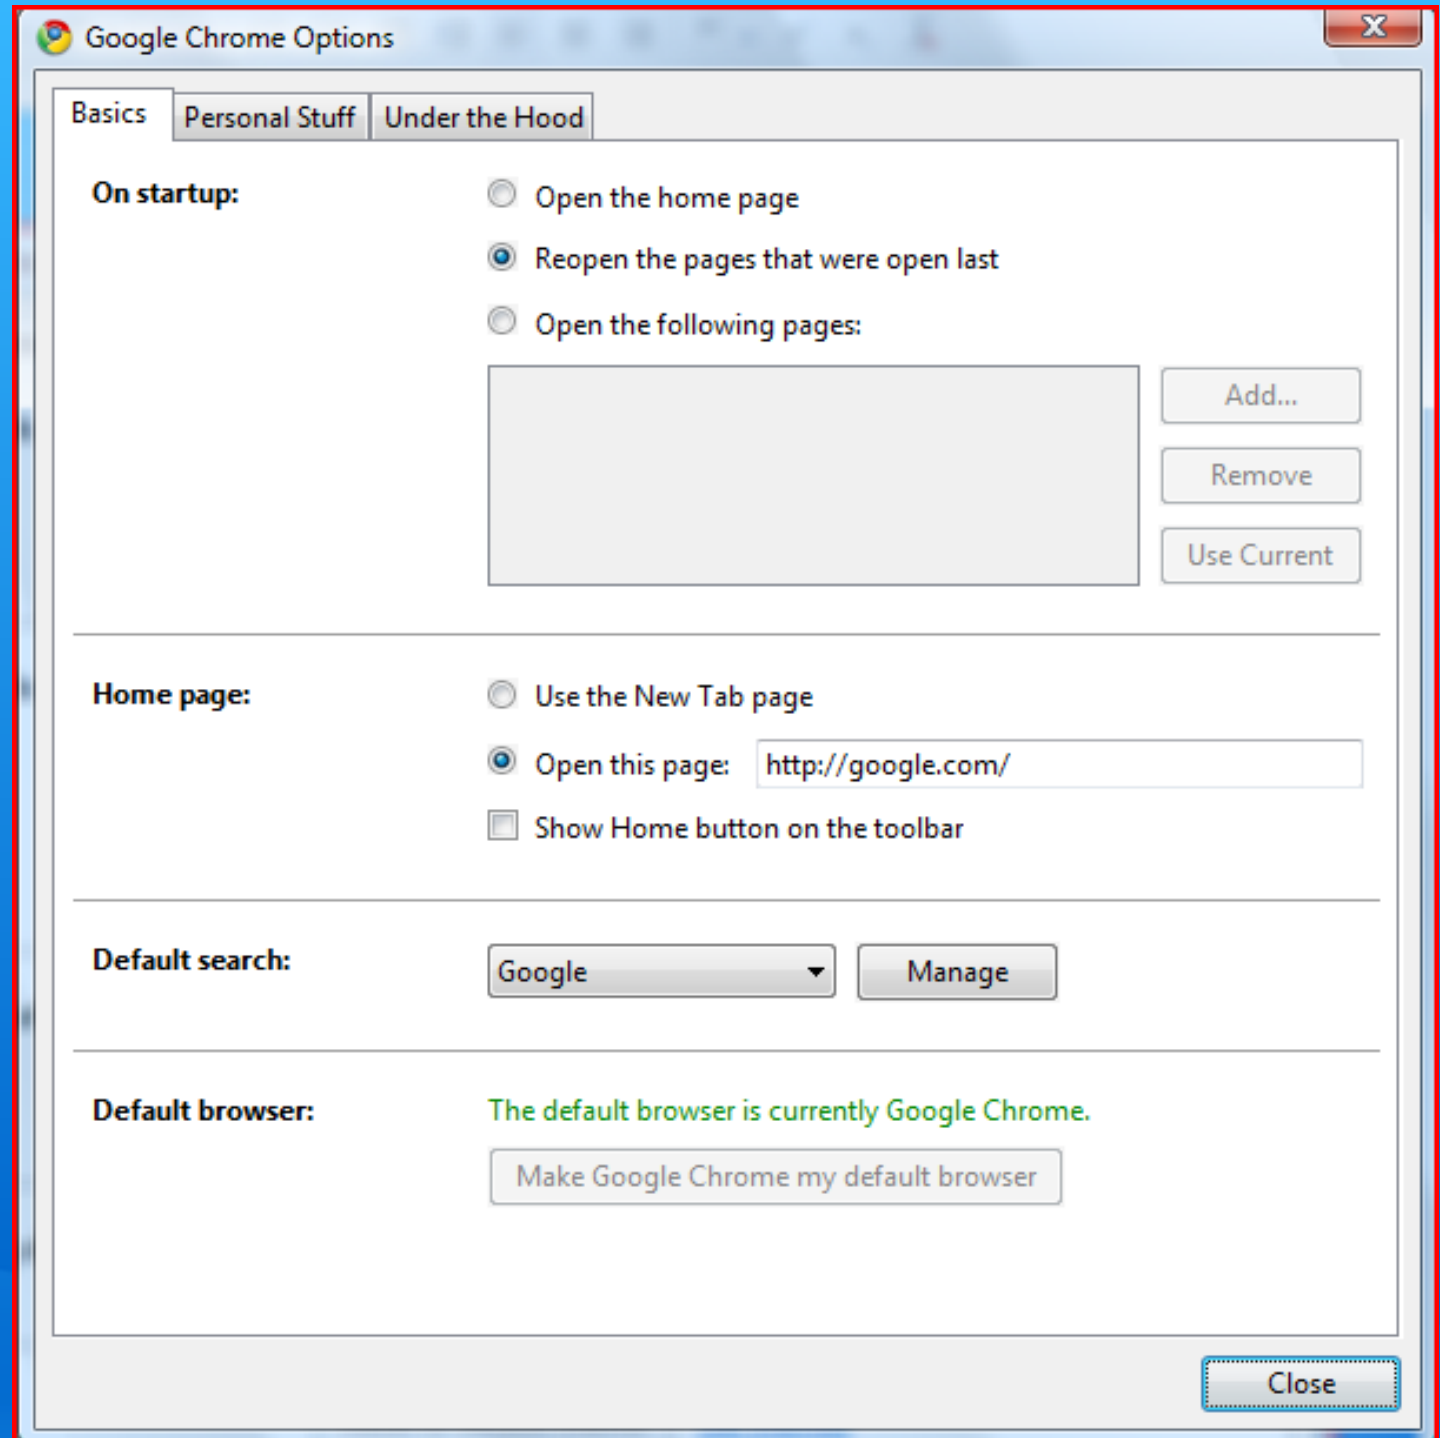 Google Chrome Options
X
Basics
Personal Stuff
Under the Hood
On startup:
Open the home page
Reopen the pages that were open last
Open the following pages:
Add...
Remove
Use Current
Home page:
Use the New Tab page
Open this page: http://google.com/
Show Home button on the toolbar
Default search:
Google
Manage
Default browser:
The default browser is currently Google Chrome.
Make Google Chrome my default browser
Close